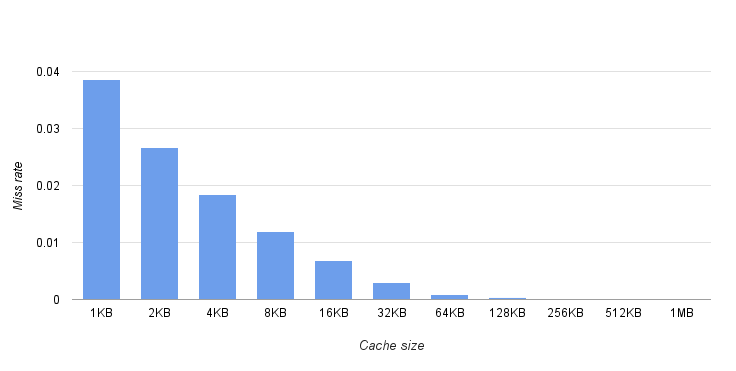 0.04
0.03
0.02
0.01
0
Miss rate
1KB 2KB 4KB 8KB 16KB 32KB 64KB 128KB 256KB 512KB 1MB
Cache size